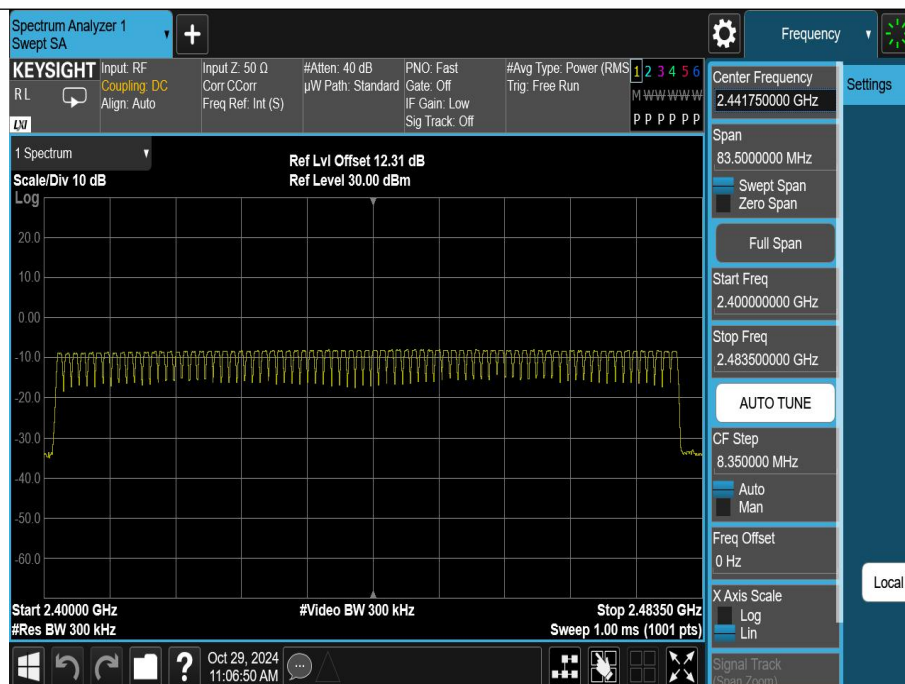 Spectrum Analyzer 1
Swept SA
Frequency
KEYSIGHT
RL
LXI
Input: RF
Coupling: DC
Align: Auto
Input Z: 50 Ω
Corr CCorr
Freq Ref: Int (S)
#Atten: 40 dB
µW Path: Standard
PNO: Fast
Gate: Off
IF Gain: Low
Sig Track: Off
#Avg Type: Power (RMS
Trig: Free Run
1 2 3 4 5 6
M W W W W W
P P P P P P
1 Spectrum
Scale/Div 10 dB
Log
Ref Lvl Offset 12.31 dB
Ref Level 30.00 dBm
20.0
10.0
0.00
-10.0
-20.0
-30.0
-40.0
-50.0
-60.0
Start 2.40000 GHz
#Res BW 300 kHz
#Video BW 300 kHz
Stop 2.48350 GHz
Sweep 1.00 ms (1001 pts)
Center Frequency
2.441750000 GHz
Settings
Span
83.5000000 MHz
Swept Span
Zero Span
Full Span
Start Freq
2.400000000 GHz
Stop Freq
2.483500000 GHz
AUTO TUNE
CF Step
8.350000 MHz
Auto
Man
Freq Offset
0 Hz
Local
X Axis Scale
Log
Lin
Signal Track
(Span Zoom)
?
Oct 29, 2024
11:06:50 AM